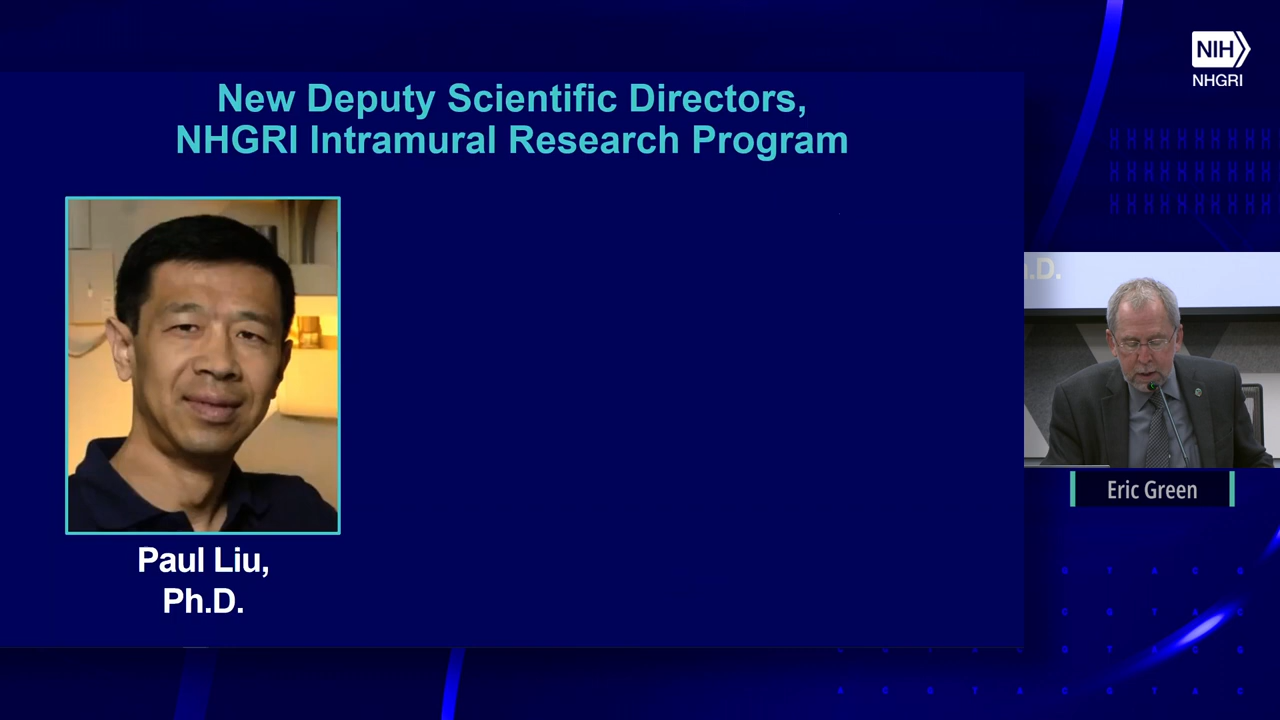 NIH
NHGRI
New Deputy Scientific Directors,
NHGRI Intramural Research Program
.D.
Eric Green
Paul Liu,
Ph.D.